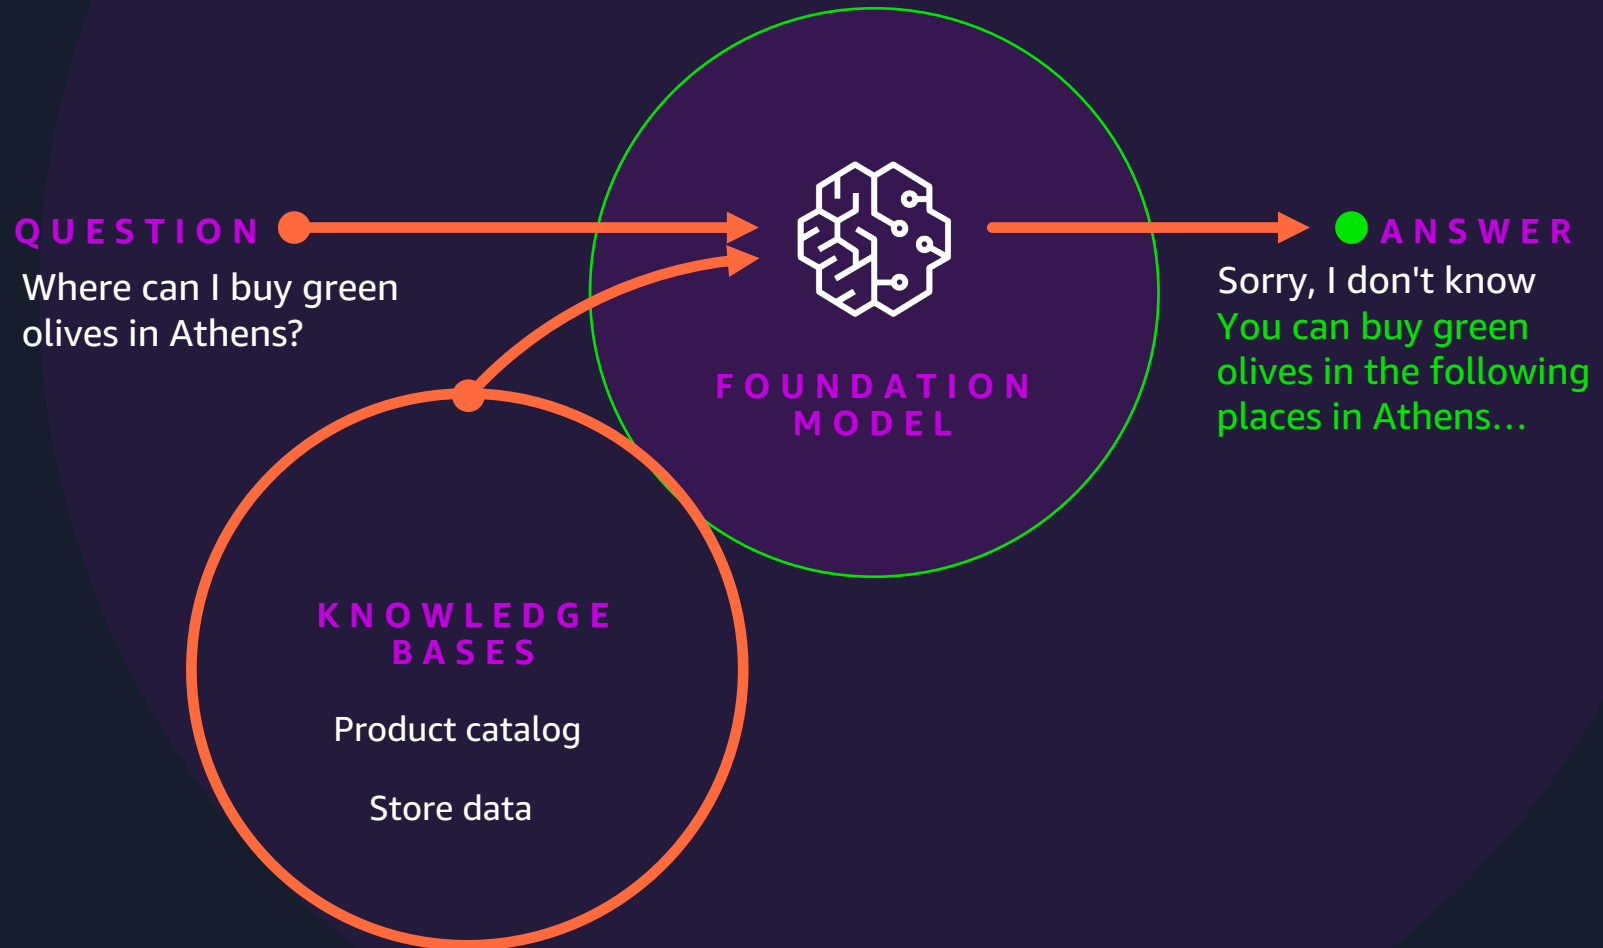 QUESTION
Where can I buy green
olives in Athens?
FOUNDATION
MODEL
ANSWER
Sorry, I don't know
You can buy green
olives in the following
places in Athens…
KNOWLEDGE
BASES
Product catalog
Store data